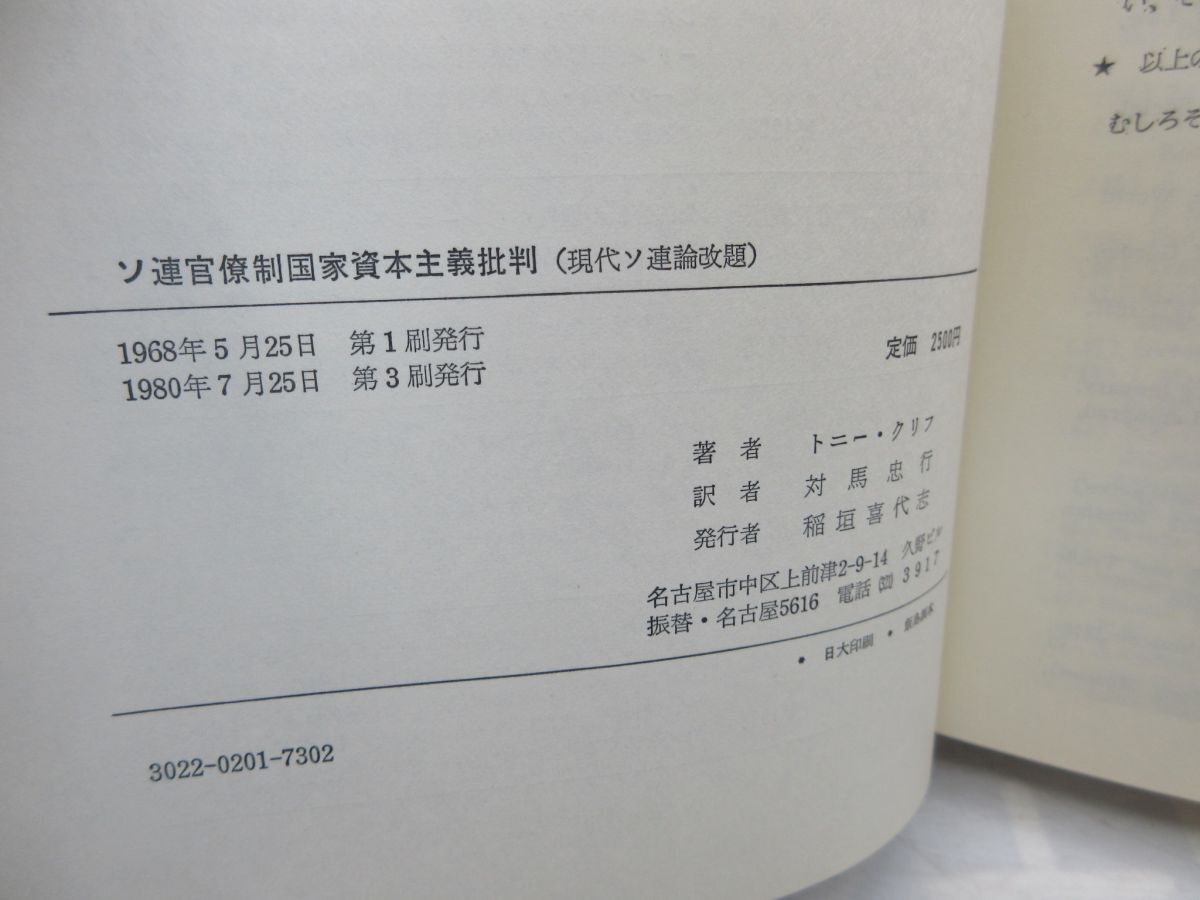 ソ連官僚制国家資本主義批判（現代ソ連論改題）
1968年5月25日　第1刷発行
1980年7月25日　第3刷発行
定価　2500円
著　者　トニー・クリフ
訳　者　対　馬　忠　行
発行者　稲垣喜代志
名古屋市中区上前津2-9-14　久野ビル
振替・名古屋5616　電話　3917
・日大印刷・
3022-0201-7302
★　以上の
むしろそ